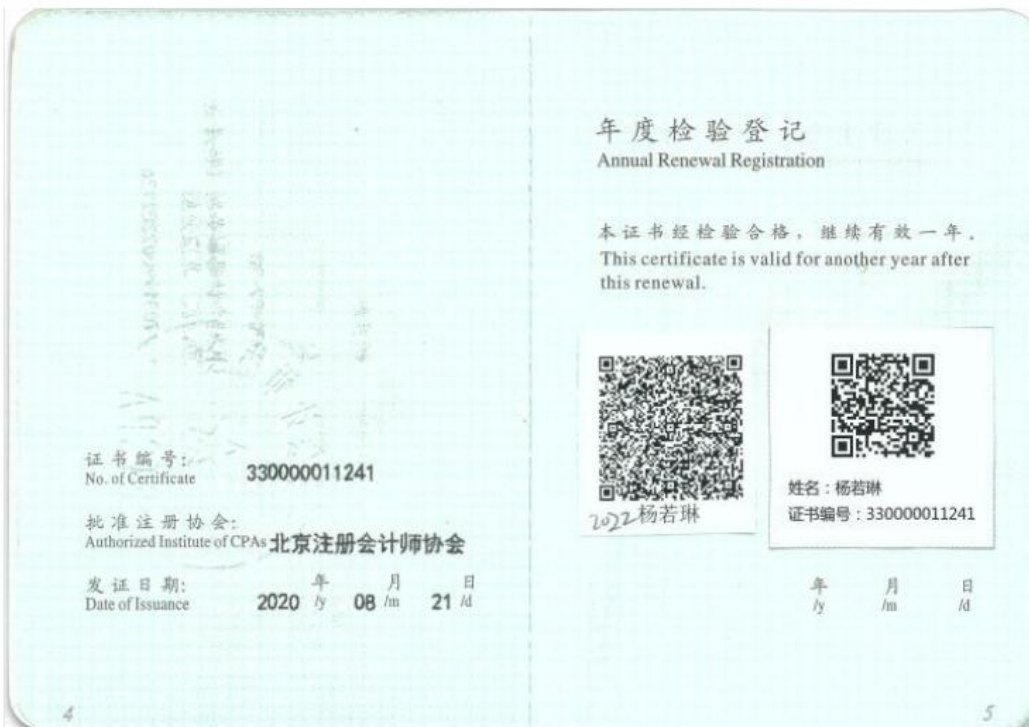 证书编号:
No. of Certificate
330000011241
批准注册协会:
Authorized Institute of CPAs 北京注册会计师协会
发证日期:
Date of Issuance
年 月 日
2020 /y 08 /m 21 /d
4
年度检验登记
Annual Renewal Registration
本证书经检验合格，继续有效一年。
This certificate is valid for another year after
this renewal.
2022 杨若琳
姓名：杨若琳
证书编号：330000011241
年 月 日
/y /m /d
5